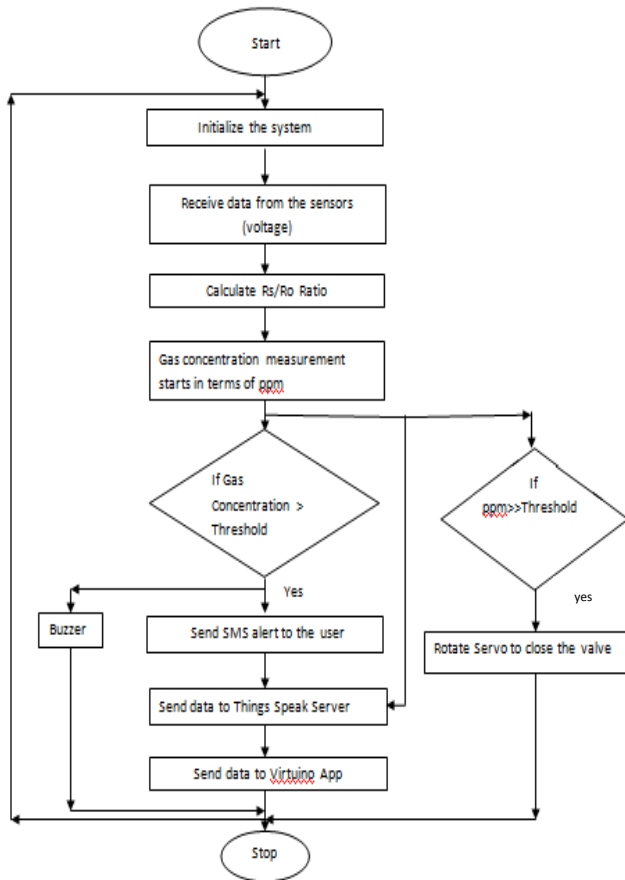 Start
Initialize the system
Receive data from the sensors
(voltage)
Calculate Rs/Ro Ratio
Gas concentration measurement
starts in terms of ppm
If Gas
Concentration >
Threshold
If
ppm>>Threshold
Yes
yes
Buzzer
Send SMS alert to the user
Rotate Servo to close the valve
Send data to Things Speak Server
Send data to Virtuino App
Stop